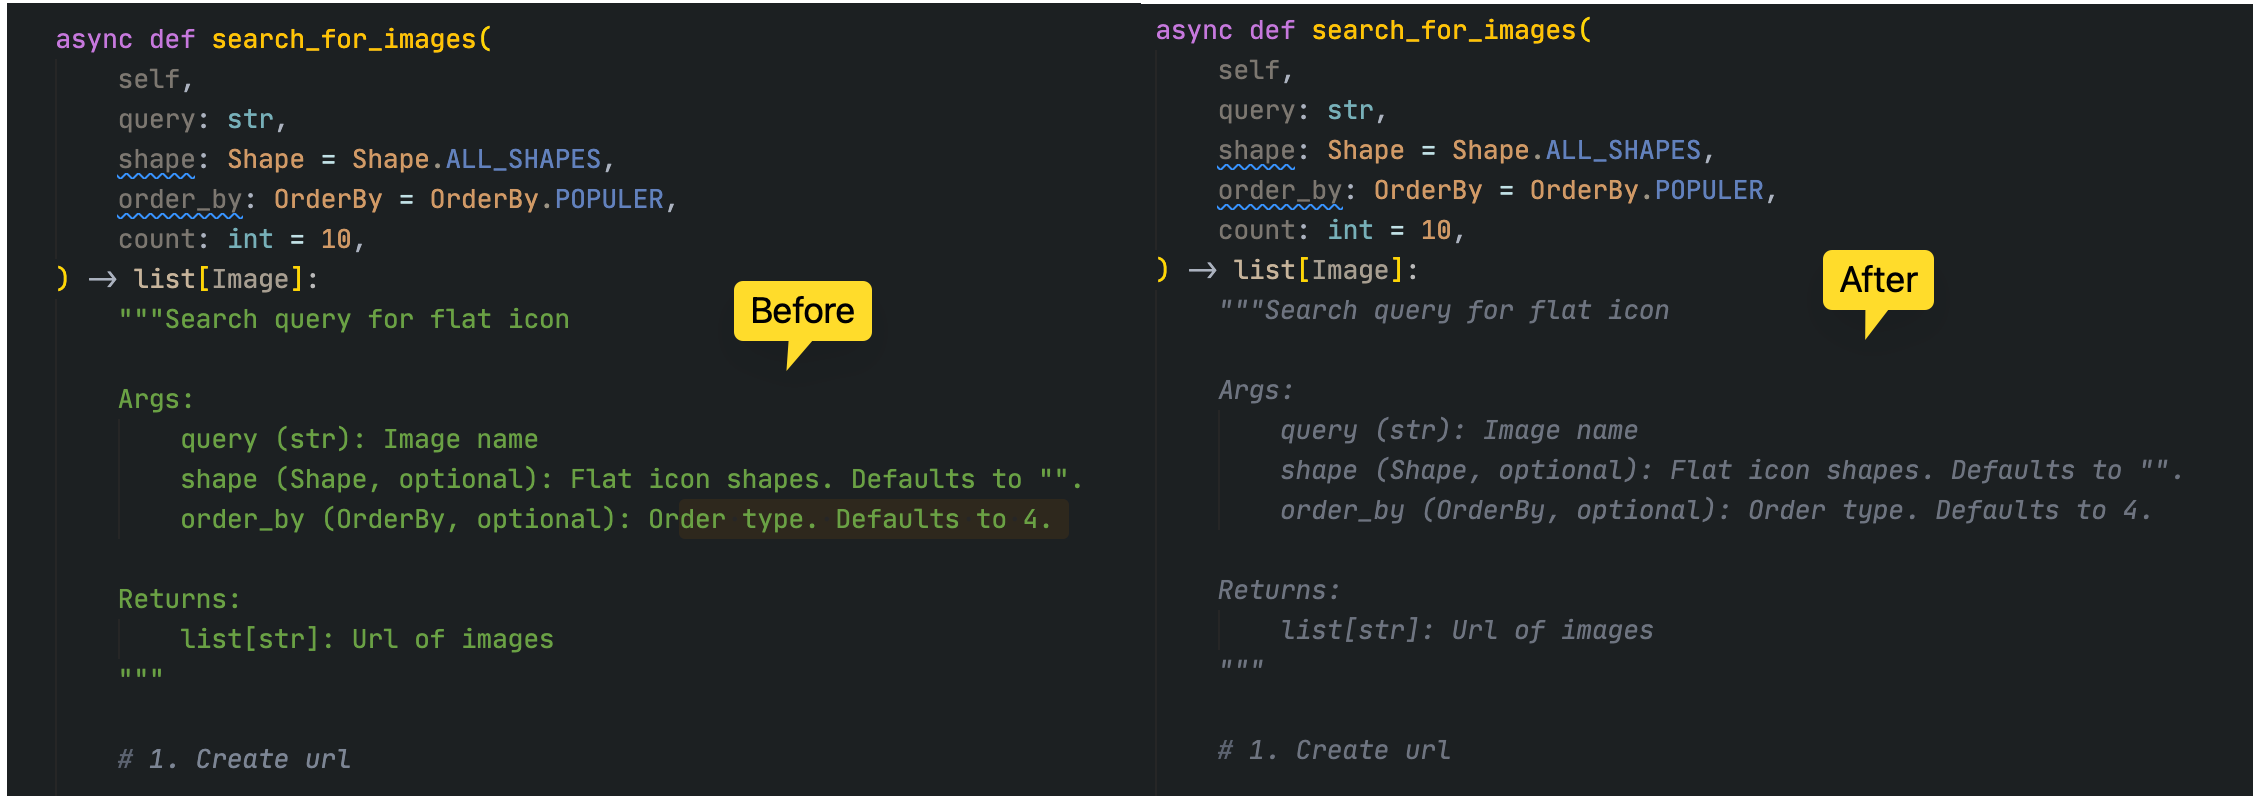 async def search_for_images(
    self,
    query: str,
    shape: Shape = Shape.ALL_SHAPES,
    order_by: OrderBy = OrderBy.POPULER,
    count: int = 10,
) -> list[Image]:
    """Search query for flat icon

    Args:
        query (str): Image name
        shape (Shape, optional): Flat icon shapes. Defaults to "".
        order_by (OrderBy, optional): Order type. Defaults to 4.

    Returns:
        list[str]: Url of images
    """

    # 1. Create url
Before
async def search_for_images(
    self,
    query: str,
    shape: Shape = Shape.ALL_SHAPES,
    order_by: OrderBy = OrderBy.POPULER,
    count: int = 10,
) -> list[Image]:
    """Search query for flat icon

    Args:
        query (str): Image name
        shape (Shape, optional): Flat icon shapes. Defaults to "".
        order_by (OrderBy, optional): Order type. Defaults to 4.

    Returns:
        list[str]: Url of images
    """

    # 1. Create url
After